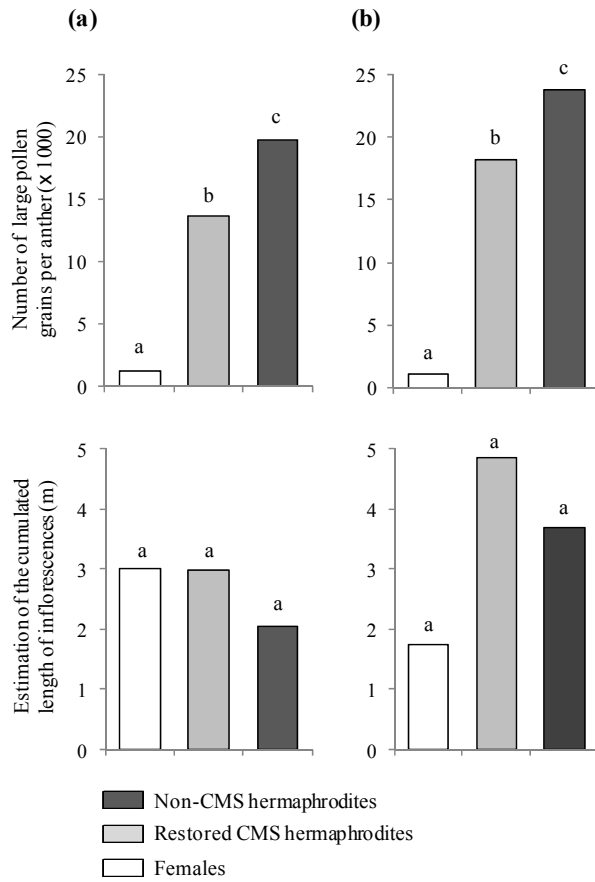 (a)
(b)
Number of large pollen
grains per anther (x 1000)
25
20
15
10
5
0
a
b
c
25
20
15
10
5
0
a
b
c
Estimation of the cumulated
length of inflorescences (m)
5
4
3
2
1
0
a
a
a
5
4
3
2
1
0
a
a
a
Non-CMS hermaphrodites
Restored CMS hermaphrodites
Females